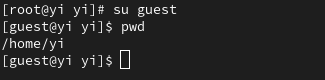 [root@yi yi]# su guest
[guest@yi yi]$ pwd
/home/yi
[guest@yi yi]$